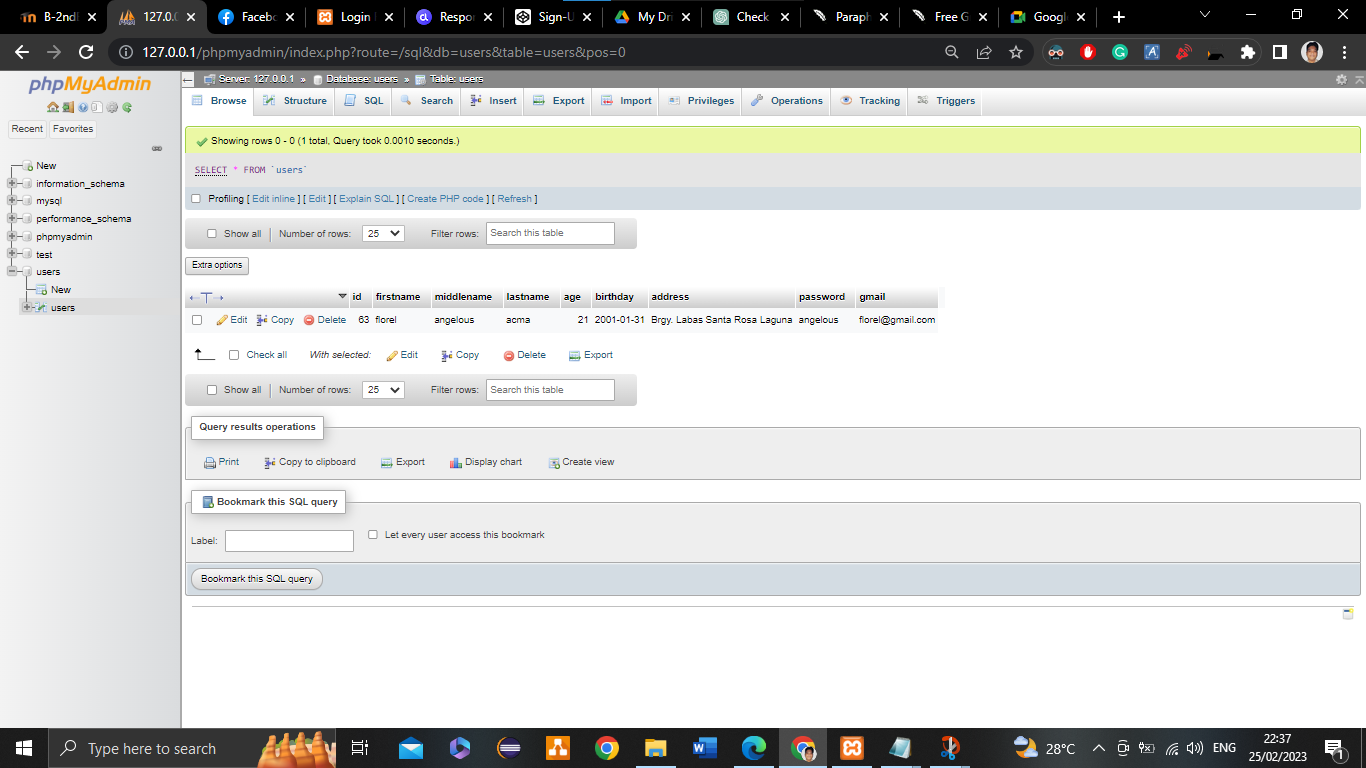 B-2ndE
127.0.0
Facebo
Login
Respon
Sign-U
My Dri
Check
Paraph
Free G
Google
127.0.0.1/phpmyadmin/index.php?route=/sql&db=users&table=users&pos=0
phpMyAdmin
Recent Favorites
New
information_schema
mysql
performance_schema
phpmyadmin
test
users
New
users
Server: 127.0.0.1 » Database: users » Table: users
Browse Structure SQL Search Insert Export Import Privileges Operations Tracking Triggers
Showing rows 0 - 0 (1 total, Query took 0.0010 seconds.)
SELECT * FROM `users`
Profiling [ Edit inline ] [ Edit ] [ Explain SQL ] [ Create PHP code ] [ Refresh ]
Show all | Number of rows: 25 Filter rows: Search this table
Extra options
←T→ id firstname middlename lastname age birthday address password gmail
Edit Copy Delete 63 florel angelous acma 21 2001-01-31 Brgy. Labas Santa Rosa Laguna angelous florel@gmail.com
Check all With selected: Edit Copy Delete Export
Show all | Number of rows: 25 Filter rows: Search this table
Query results operations
Print Copy to clipboard Export Display chart Create view
Bookmark this SQL query
Label: Let every user access this bookmark
Bookmark this SQL query
Type here to search
28°C ENG 22:37
25/02/2023
1